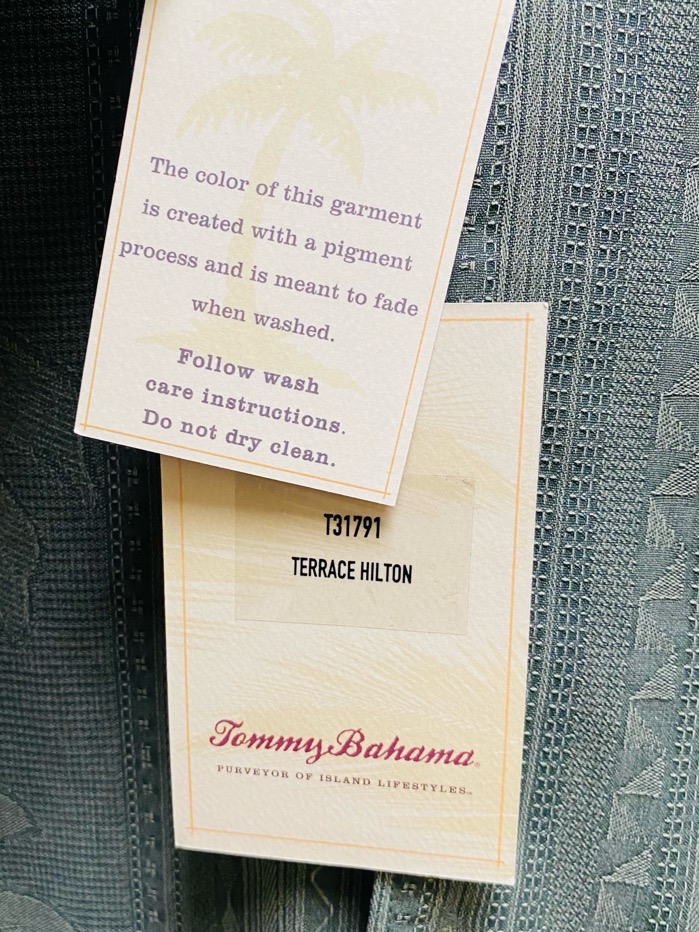 The color of this garment
is created with a pigment
process and is meant to fade
when washed.
Follow wash
care instructions.
Do not dry clean.
T31791
TERRACE HILTON
Tommy Bahama®
PURVEYOR OF ISLAND LIFESTYLES™